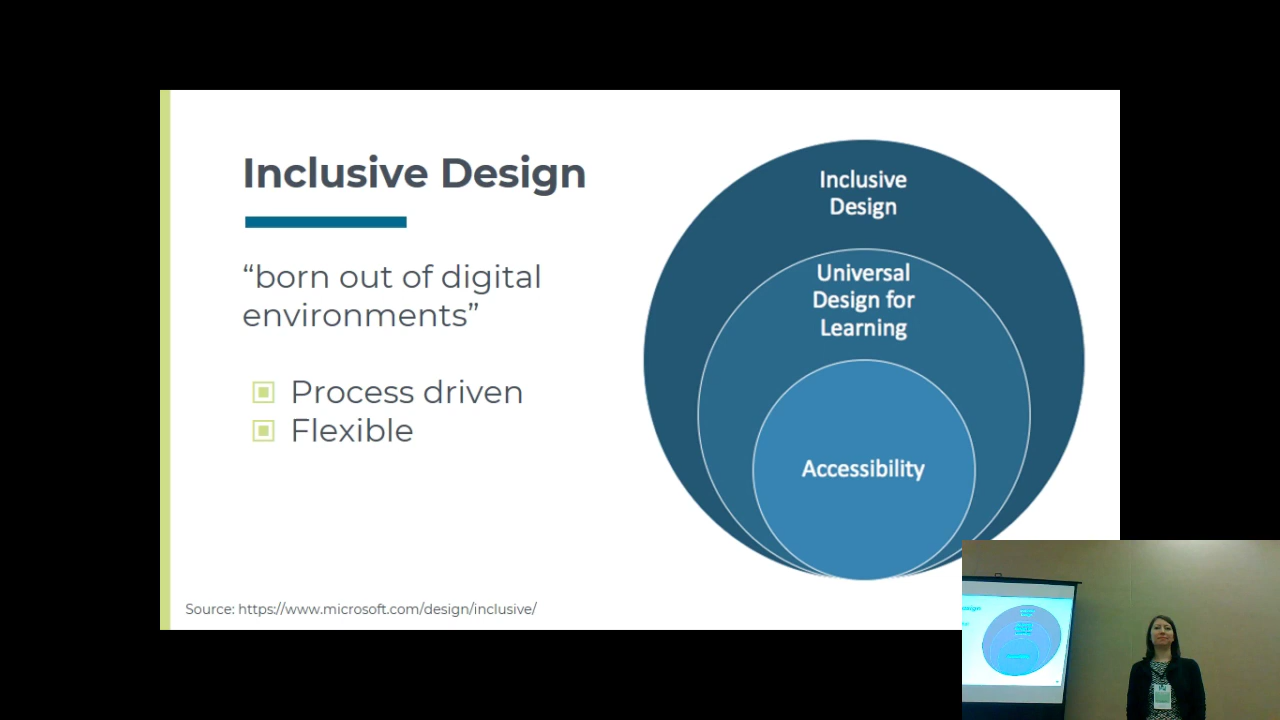 Inclusive Design
“born out of digital
environments”
Process driven
Flexible
Source: https://www.microsoft.com/design/inclusive/
Inclusive
Design
Universal
Design for
Learning
Accessibility